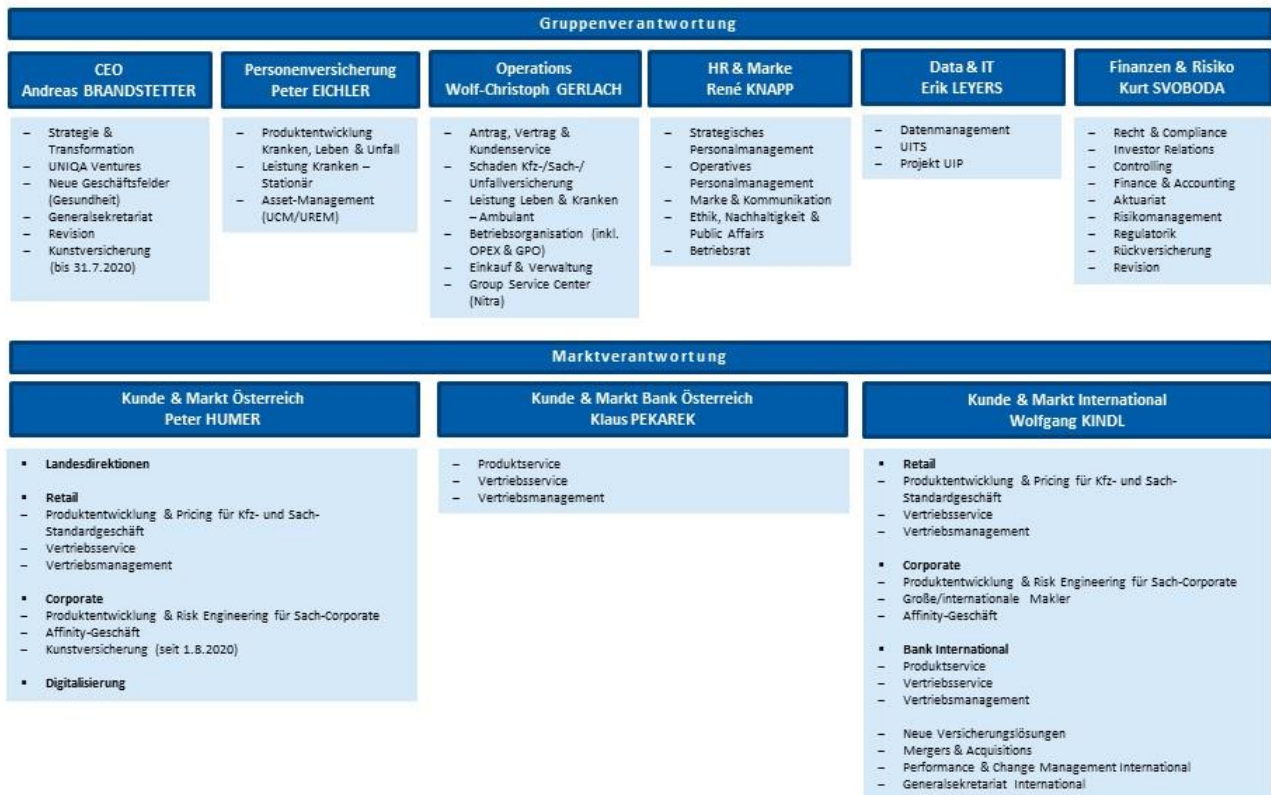 Gruppenverantwortung
CEO
Andreas BRANDSTETTER
– Strategie &
Transformation
– UNIQA Ventures
– Neue Geschäftsfelder
(Gesundheit)
– Generalsekretariat
– Revision
– Kunstversicherung
(bis 31.7.2020)
Personenversicherung
Peter EICHLER
– Produktentwicklung
Kranken, Leben & Unfall
– Leistung Kranken –
Stationär
– Asset-Management
(UCM/UREM)
Operations
Wolf-Christoph GERLACH
– Antrag, Vertrag &
Kundenservice
– Schaden Kfz-/Sach-/
Unfallversicherung
– Leistung Leben & Kranken
– Ambulant
– Betriebsorganisation (inkl.
OPEX & GPO)
– Einkauf & Verwaltung
– Group Service Center
(Nitra)
HR & Marke
René KNAPP
– Strategisches
Personalmanagement
– Operatives
Personalmanagement
– Marke & Kommunikation
– Ethik, Nachhaltigkeit &
Public Affairs
– Betriebsrat
Data & IT
Erik LEYERS
– Datenmanagement
– UITS
– Projekt UIP
Finanzen & Risiko
Kurt SVOBODA
– Recht & Compliance
– Investor Relations
– Controlling
– Finance & Accounting
– Aktuariat
– Risikomanagement
– Regulatorik
– Rückversicherung
– Revision
Marktverantwortung
Kunde & Markt Österreich
Peter HUMER
▪ Landesdirektionen
▪ Retail
– Produktentwicklung & Pricing für Kfz- und Sach-
Standardgeschäft
– Vertriebsservice
– Vertriebsmanagement
▪ Corporate
– Produktentwicklung & Risk Engineering für Sach-Corporate
– Affinity-Geschäft
– Kunstversicherung (seit 1.8.2020)
▪ Digitalisierung
Kunde & Markt Bank Österreich
Klaus PEKAREK
– Produktservice
– Vertriebsservice
– Vertriebsmanagement
Kunde & Markt International
Wolfgang KINDL
▪ Retail
– Produktentwicklung & Pricing für Kfz- und Sach-
Standardgeschäft
– Vertriebsservice
– Vertriebsmanagement
▪ Corporate
– Produktentwicklung & Risk Engineering für Sach-Corporate
– Große/internationale Makler
– Affinity-Geschäft
▪ Bank International
– Produktservice
– Vertriebsservice
– Vertriebsmanagement
– Neue Versicherungslösungen
– Mergers & Acquisitions
– Performance & Change Management International
– Generalsekretariat International